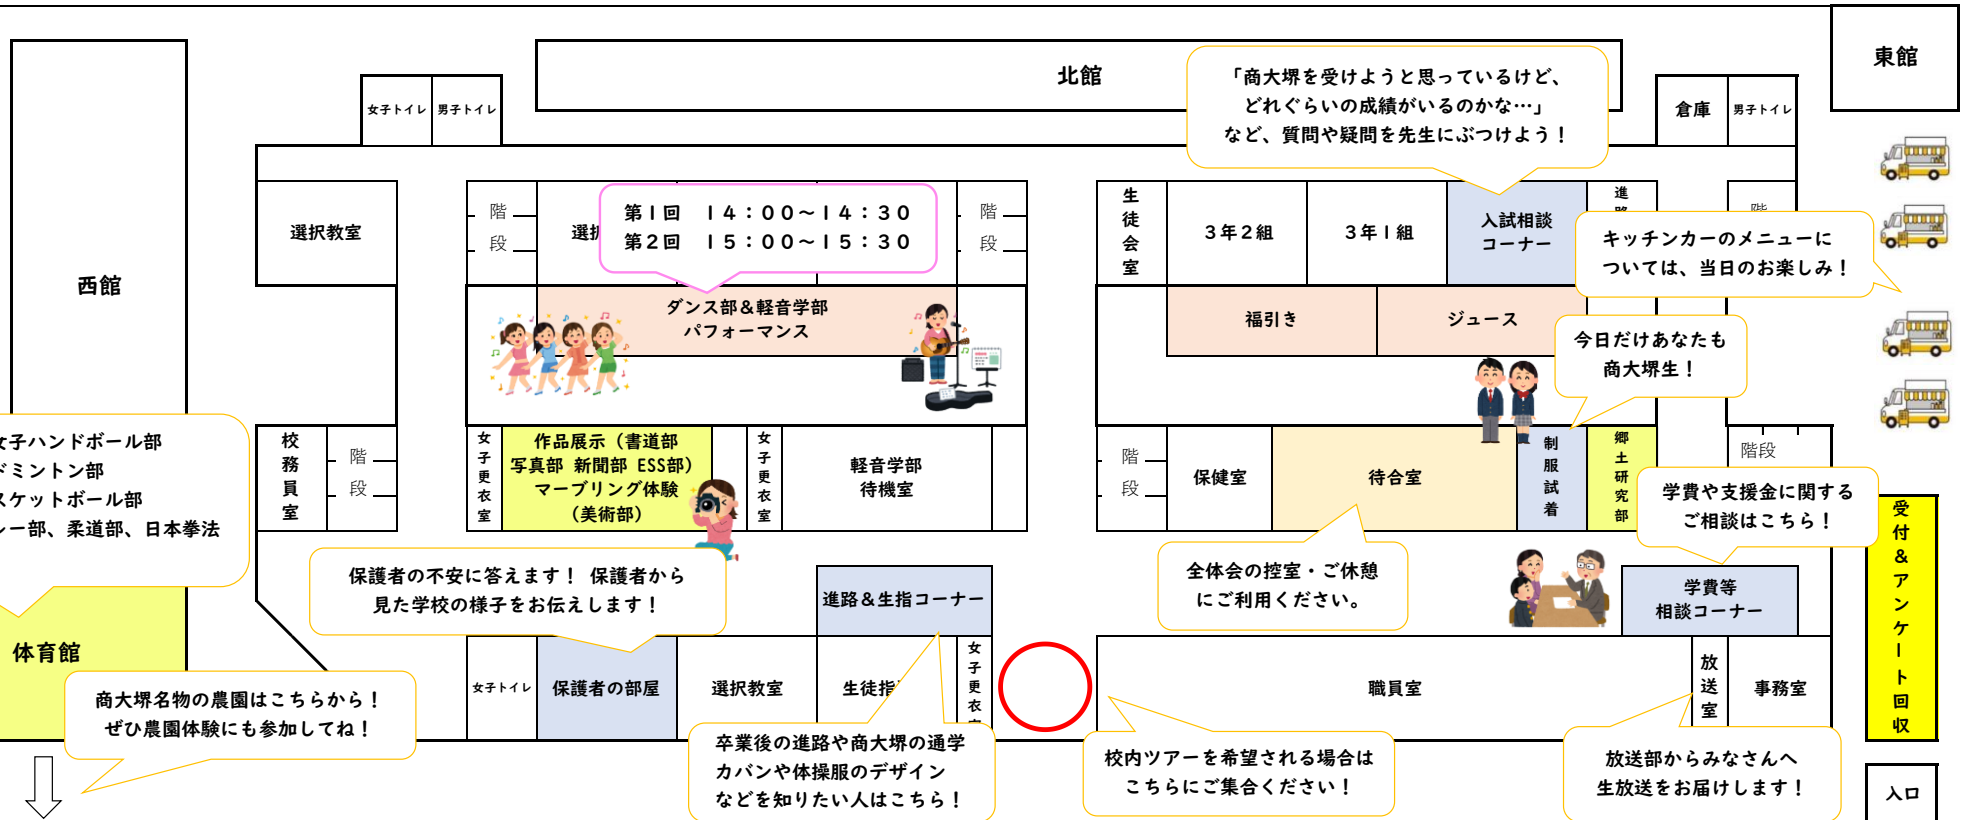 東館
北館
「商大堺を受けようと思っているけど、
どれぐらいの成績がいるのかな…」
など、質問や疑問を先生にぶつけよう！
女子トイレ
男子トイレ
倉庫
男子トイレ
西館
選択教室
階段
第1回 14：00～14：30
第2回 15：00～15：30
階段
生徒会室
3年2組
3年1組
入試相談
コーナー
キッチンカーのメニューに
ついては、当日のお楽しみ！
ダンス部＆軽音学部
パフォーマンス
福引き
ジュース
今日だけあなたも
商大堺生！
女子ハンドボール部
ドミントン部
スケットボール部
レー部、柔道部、日本拳法
校務員室
階段
女子更衣室
作品展示（書道部
写真部 新聞部 ESS部）
マーブリング体験
（美術部）
女子更衣室
軽音学部
待機室
階段
保健室
待合室
制服試着
郷土研究部
階段
学費や支援金に関する
ご相談はこちら！
受付＆アンケート回収
保護者の不安に答えます！ 保護者から
見た学校の様子をお伝えします！
進路＆生指コーナー
全体会の控室・ご休憩
にご利用ください。
学費等
相談コーナー
体育館
商大堺名物の農園はこちらから！
ぜひ農園体験にも参加してね！
女子トイレ
保護者の部屋
選択教室
生徒指
女子更衣
職員室
放送室
事務室
卒業後の進路や商大堺の通学
カバンや体操服のデザイン
などを知りたい人はこちら！
校内ツアーを希望される場合は
こちらにご集合ください！
放送部からみなさんへ
生放送をお届けします！
入口